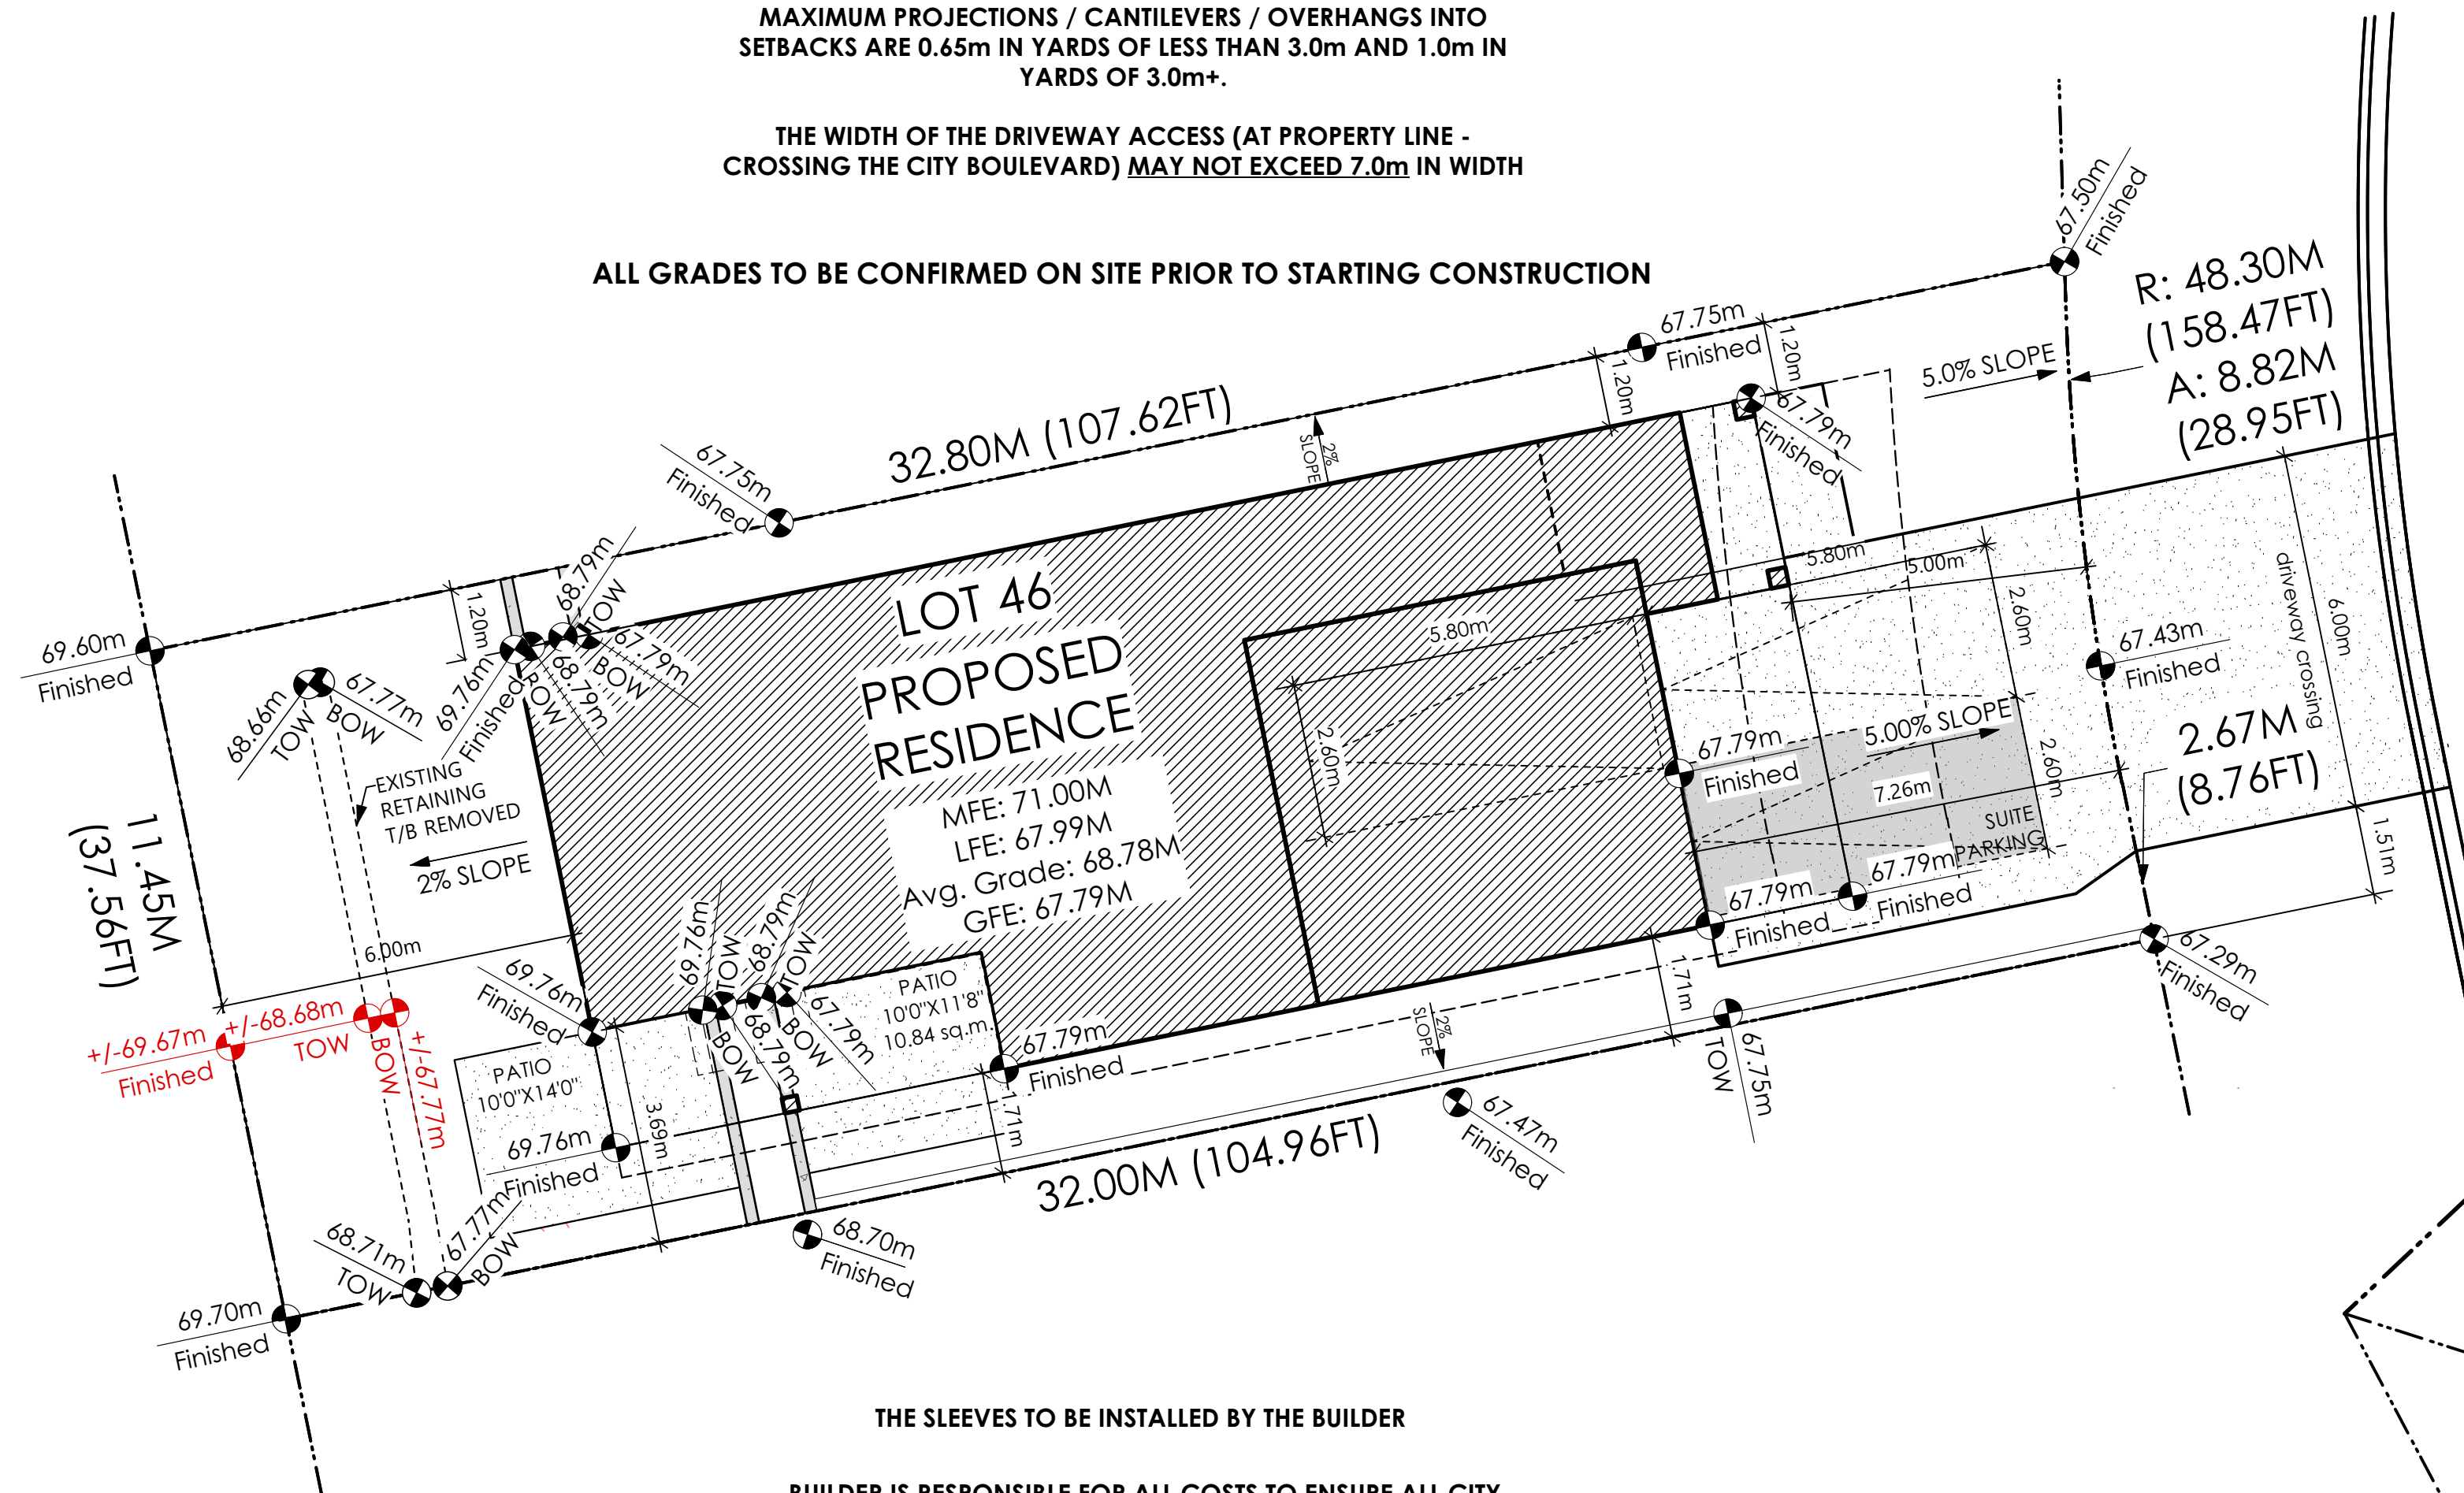 MAXIMUM PROJECTIONS / CANTILEVERS / OVERHANGS INTO
SETBACKS ARE 0.65m IN YARDS OF LESS THAN 3.0m AND 1.0m IN
YARDS OF 3.0m+.
THE WIDTH OF THE DRIVEWAY ACCESS (AT PROPERTY LINE -
CROSSING THE CITY BOULEVARD) MAY NOT EXCEED 7.0m IN WIDTH
ALL GRADES TO BE CONFIRMED ON SITE PRIOR TO STARTING CONSTRUCTION
67.50m
Finished
R: 48.30M
(158.47FT)
A: 8.82M
(28.95FT)
67.75m
Finished
1.20m
1.20m
5.0% SLOPE
67.79m
Finished
32.80M (107.62FT)
2%
SLOPE
67.75m
Finished
68.79m
TOW
67.79m
BOW
1.20m
69.76m
Finished
68.79m
BOW
69.60m
Finished
68.66m
TOW
67.77m
BOW
EXISTING
RETAINING
T/B REMOVED
2% SLOPE
11.45M
(37.56FT)
6.00m
LOT 46
PROPOSED
RESIDENCE
MFE: 71.00M
LFE: 67.99M
Avg. Grade: 68.78M
GFE: 67.79M
5.80m
2.60m
5.80m
5.00m
2.60m
driveway crossing
6.00m
67.43m
Finished
67.79m
Finished
5.00% SLOPE
2.60m
7.26m
SUITE
PARKING
2.67M
(8.76FT)
1.51m
67.79m
Finished
67.79m
Finished
67.29m
Finished
+/-69.67m
Finished
+/-68.68m
TOW
+/-67.77m
BOW
69.76m
Finished
69.76m
TOW
68.79m
BOW
68.79m
TOW
67.79m
BOW
PATIO
10'0"X11'8"
10.84 sq.m.
67.79m
Finished
PATIO
10'0"X14'0"
69.76m
Finished
3.69m
1.71m
2%
SLOPE
1.71m
67.75m
TOW
67.47m
Finished
32.00M (104.96FT)
68.70m
Finished
68.71m
TOW
67.77m
BOW
69.70m
Finished
THE SLEEVES TO BE INSTALLED BY THE BUILDER
BUILDER IS RESPONSIBLE FOR ALL COSTS TO ENSURE ALL CITY